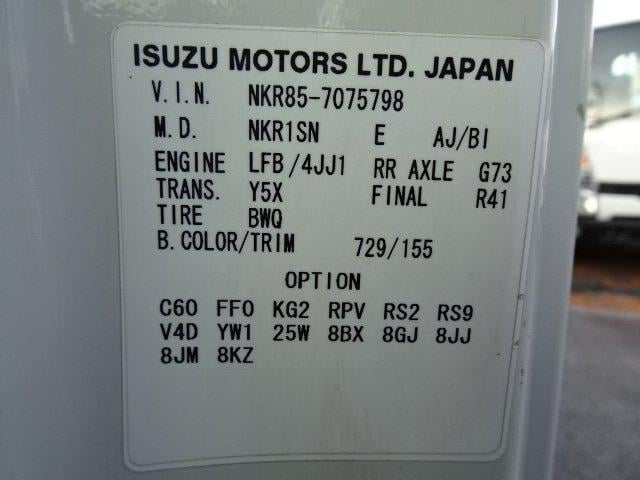 ISUZU MOTORS LTD. JAPAN
V.I.N. NKR85-7075798
M.D. NKR1SN E AJ/BI
ENGINE LFB/4JJ1 RR AXLE G73
TRANS. Y5X FINAL R41
TIRE BWQ
B.COLOR/TRIM 729/155
OPTION
C60 FF0 KG2 RPV RS2 RS9
V4D YW1 25W 8BX 8GJ 8JJ
8JM 8KZ